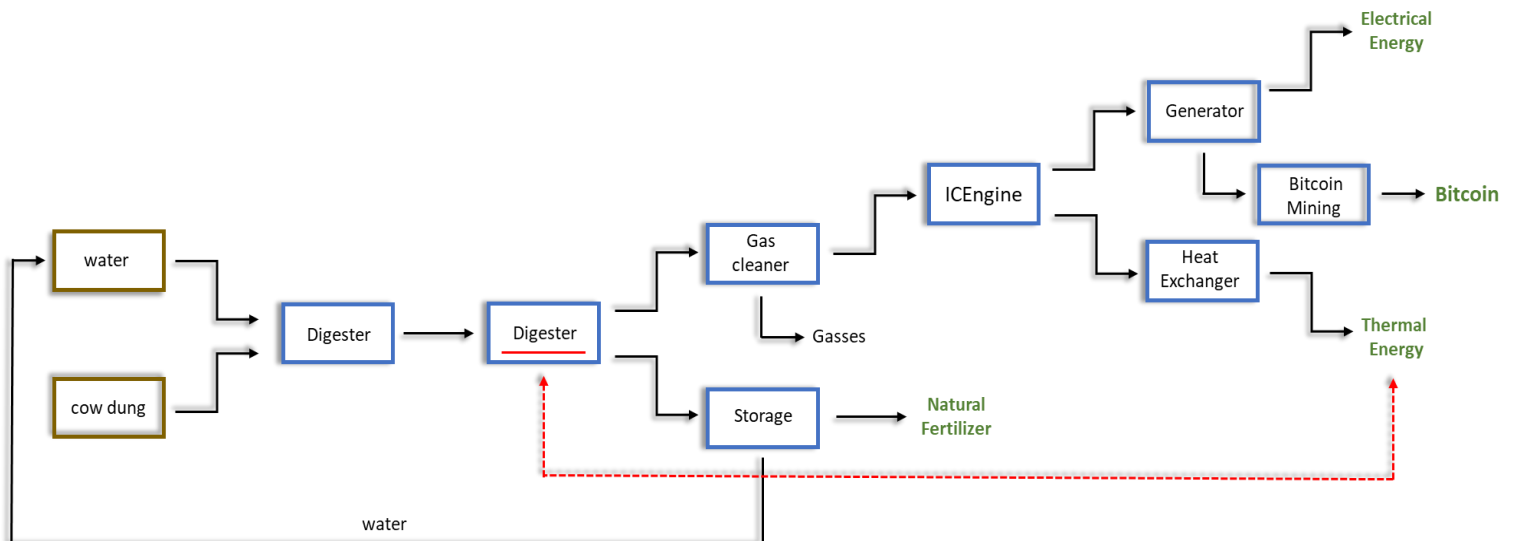 water
cow dung
Digester
Digester
Gas
cleaner
Gasses
Storage
Natural
Fertilizer
water
ICEngine
Generator
Electrical
Energy
Bitcoin
Mining
Bitcoin
Heat
Exchanger
Thermal
Energy